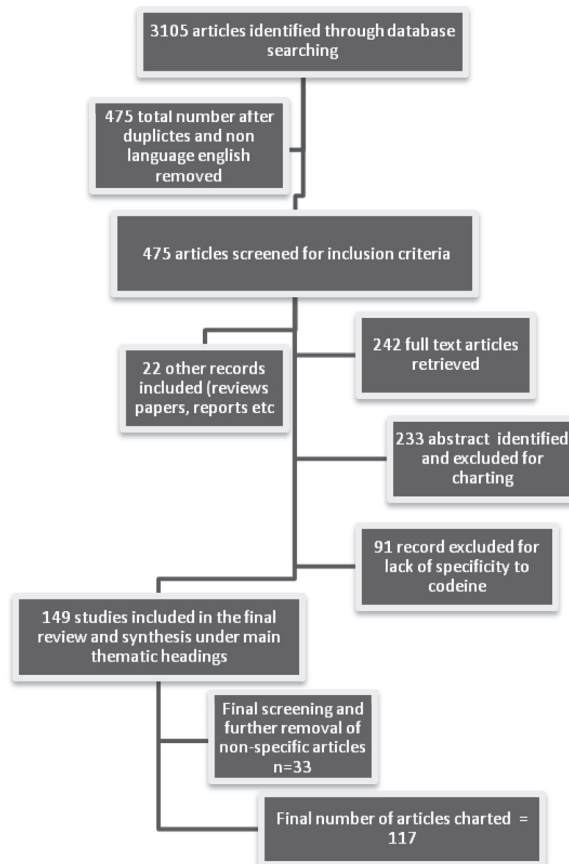 3105 articles identified through database
searching
475 total number after
duplictes and non
language english
removed
475 articles screened for inclusion criteria
22 other records
included (reviews
papers, reports etc
242 full text articles
retrieved
233 abstract identified
and excluded for
charting
91 record excluded for
lack of specificity to
codeine
149 studies included in the final
review and synthesis under main
thematic headings
Final screening and
further removal of
non-specific articles
n=33
Final number of articles charted =
117